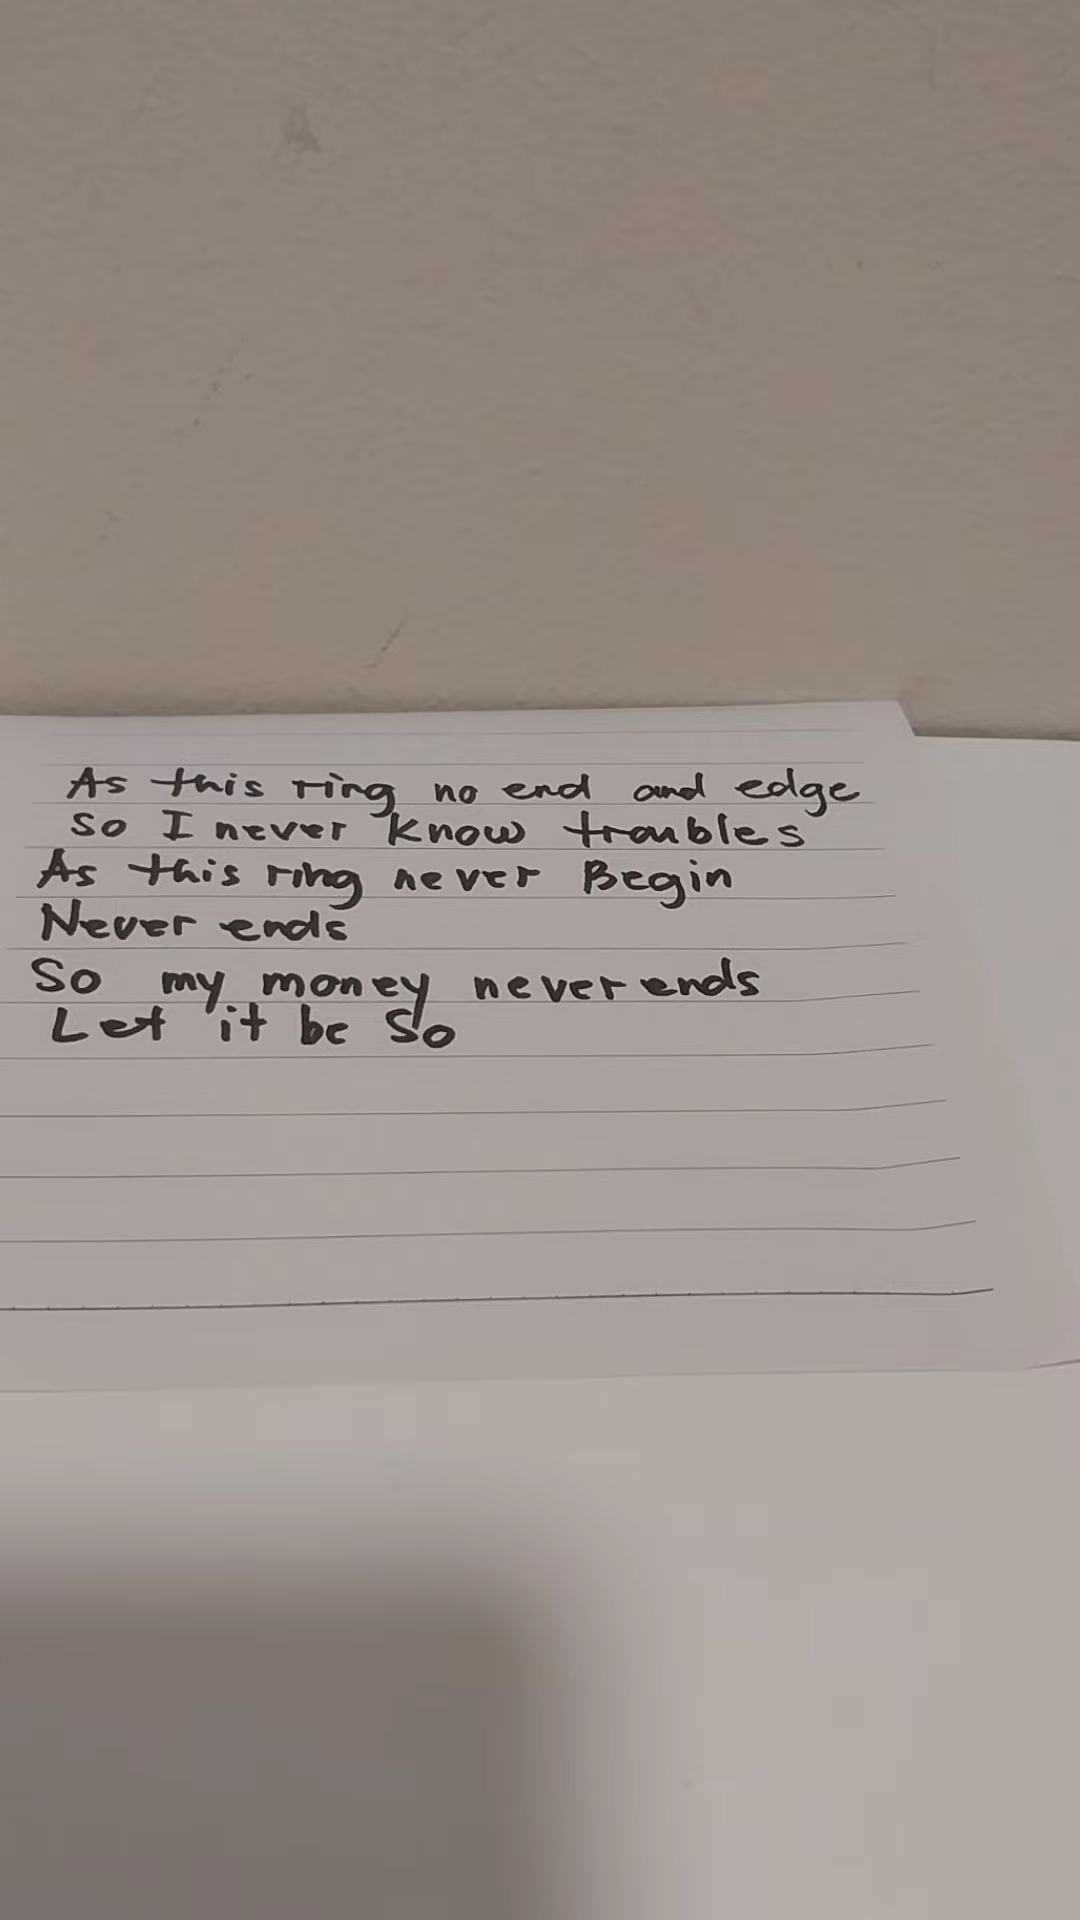 As this ring no end and edge
So I never know troubles
As this ring never Begin
Never ends
So my money never ends
Let it be so